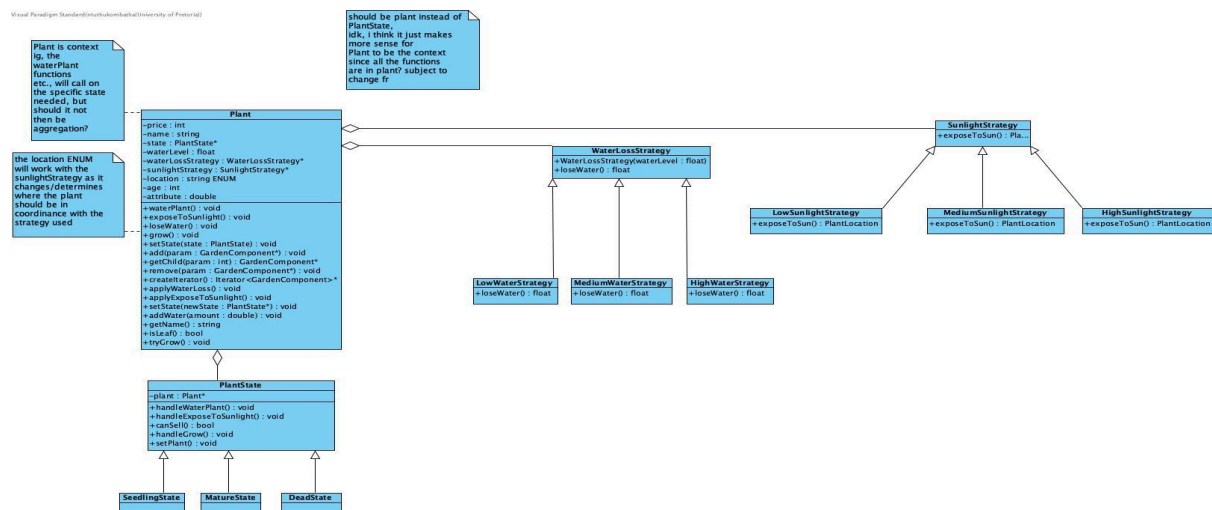 Visual Paradigm Standard(ntuthukombatha(University of Pretoria))
Plant is context
ig, the
waterPlant
functions
etc., will call on
the specific state
needed, but
should it not
then be
aggregation?
should be plant instead of
PlantState,
idk, i think it just makes
more sense for
Plant to be the context
since all the functions
are in plant? subject to
change fr
the location ENUM
will work with the
sunlightStrategy as it
changes/determines
where the plant
should be in
coordinance with the
strategy used
Plant
-price : int
-name : string
-state : PlantState*
-waterLevel : float
-waterLossStrategy : WaterLossStrategy*
-sunlightStrategy : SunlightStrategy*
-location : string ENUM
-age : int
-attribute : double
+waterPlant() : void
+exposeToSunlight() : void
+loseWater() : void
+grow() : void
+setState(state : PlantState) : void
+add(param : GardenComponent*) : void
+getChild(param : int) : GardenComponent*
+remove(param : GardenComponent*) : void
+createIterator() : Iterator<GardenComponent>*
+applyWaterLoss() : void
+applyExposeToSunlight() : void
+setState(newState : PlantState*) : void
+addWater(amount : double) : void
+getName() : string
+isLeaf() : bool
+tryGrow() : void
WaterLossStrategy
+WaterLossStrategy(waterLevel : float)
+loseWater() : float
SunlightStrategy
+exposeToSun() : Pla...
LowSunlightStrategy
+exposeToSun() : PlantLocation
MediumSunlightStrategy
+exposeToSun() : PlantLocation
HighSunlightStrategy
+exposeToSun() : PlantLocation
LowWaterStrategy
+loseWater() : float
MediumWaterStrategy
+loseWater() : float
HighWaterStrategy
+loseWater() : float
PlantState
-plant : Plant*
+handleWaterPlant() : void
+handleExposeToSunlight() : void
+canSell() : bool
+handleGrow() : void
+setPlant() : void
SeedlingState
MatureState
DeadState